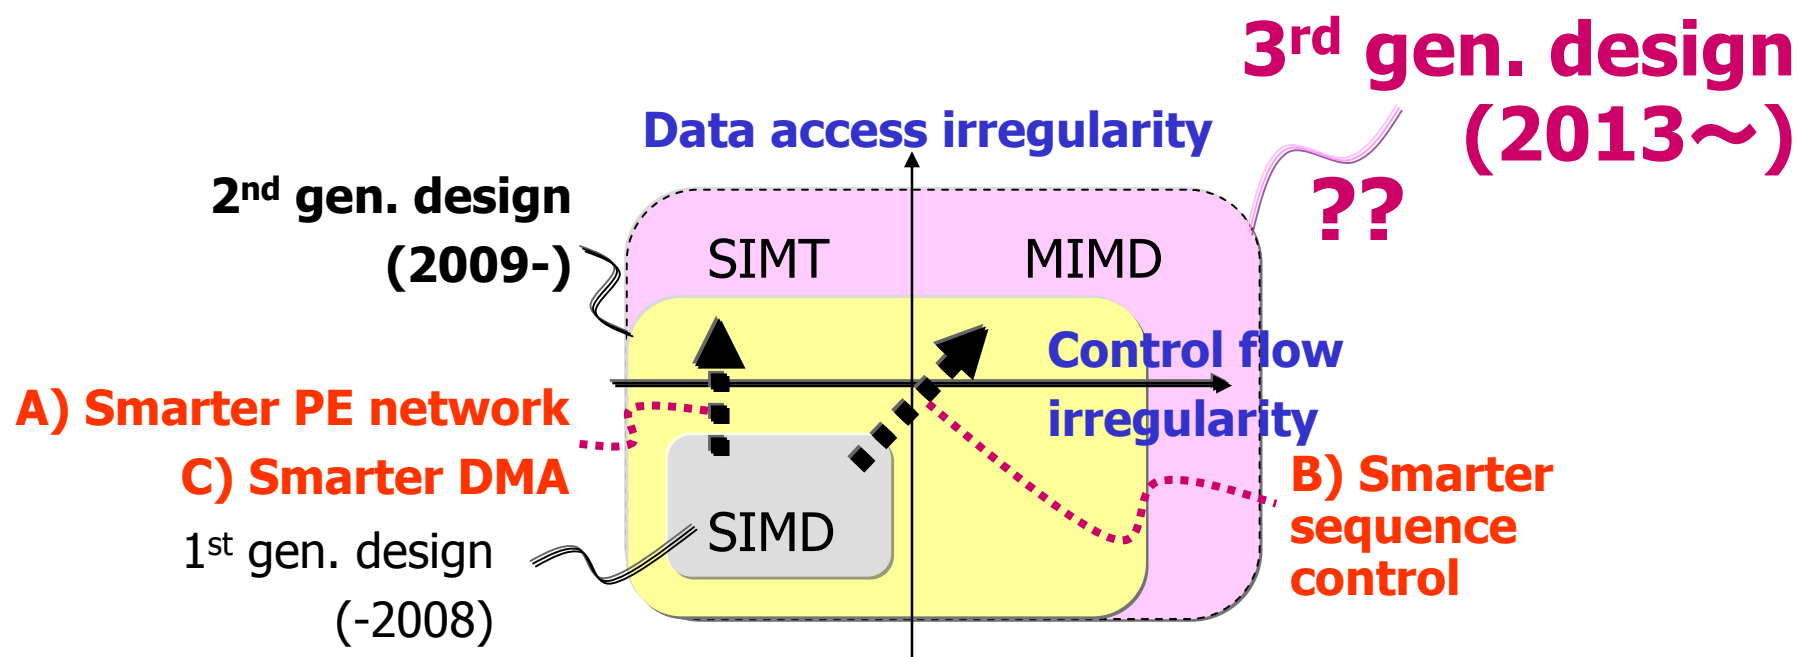 3rd gen. design
(2013～)
??
Data access irregularity
2nd gen. design
(2009-)
SIMT
MIMD
Control flow
irregularity
A) Smarter PE network
C) Smarter DMA
B) Smarter
sequence
control
SIMD
1st gen. design
(-2008)